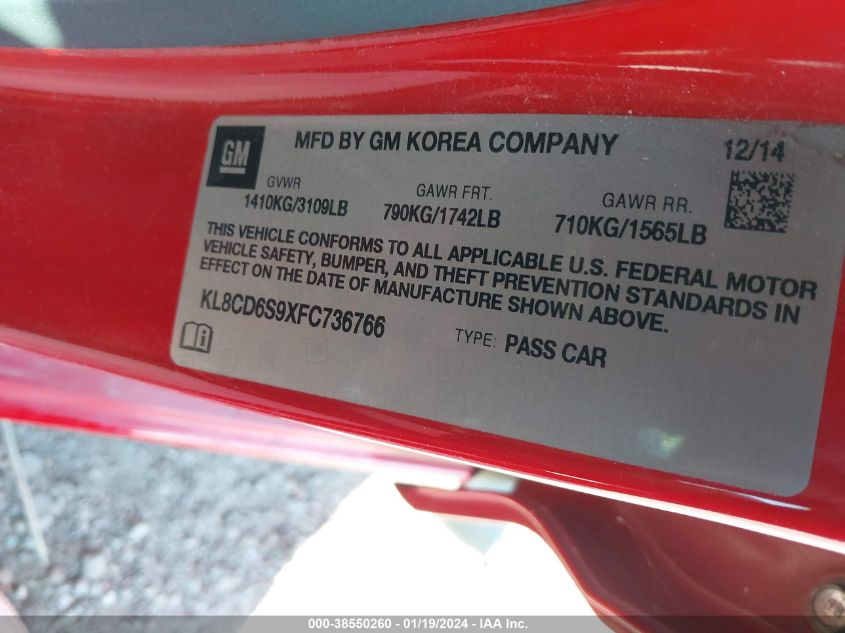 GM
MFD BY GM KOREA COMPANY
12/14
GVWR
1410KG/3109LB
GAWR FRT.
790KG/1742LB
GAWR RR.
710KG/1565LB
THIS VEHICLE CONFORMS TO ALL APPLICABLE U.S. FEDERAL MOTOR
VEHICLE SAFETY, BUMPER, AND THEFT PREVENTION STANDARDS IN
EFFECT ON THE DATE OF MANUFACTURE SHOWN ABOVE.
KL8CD6S9XFC736766
TYPE: PASS CAR
000-38550260 - 01/19/2024 - IAA Inc.